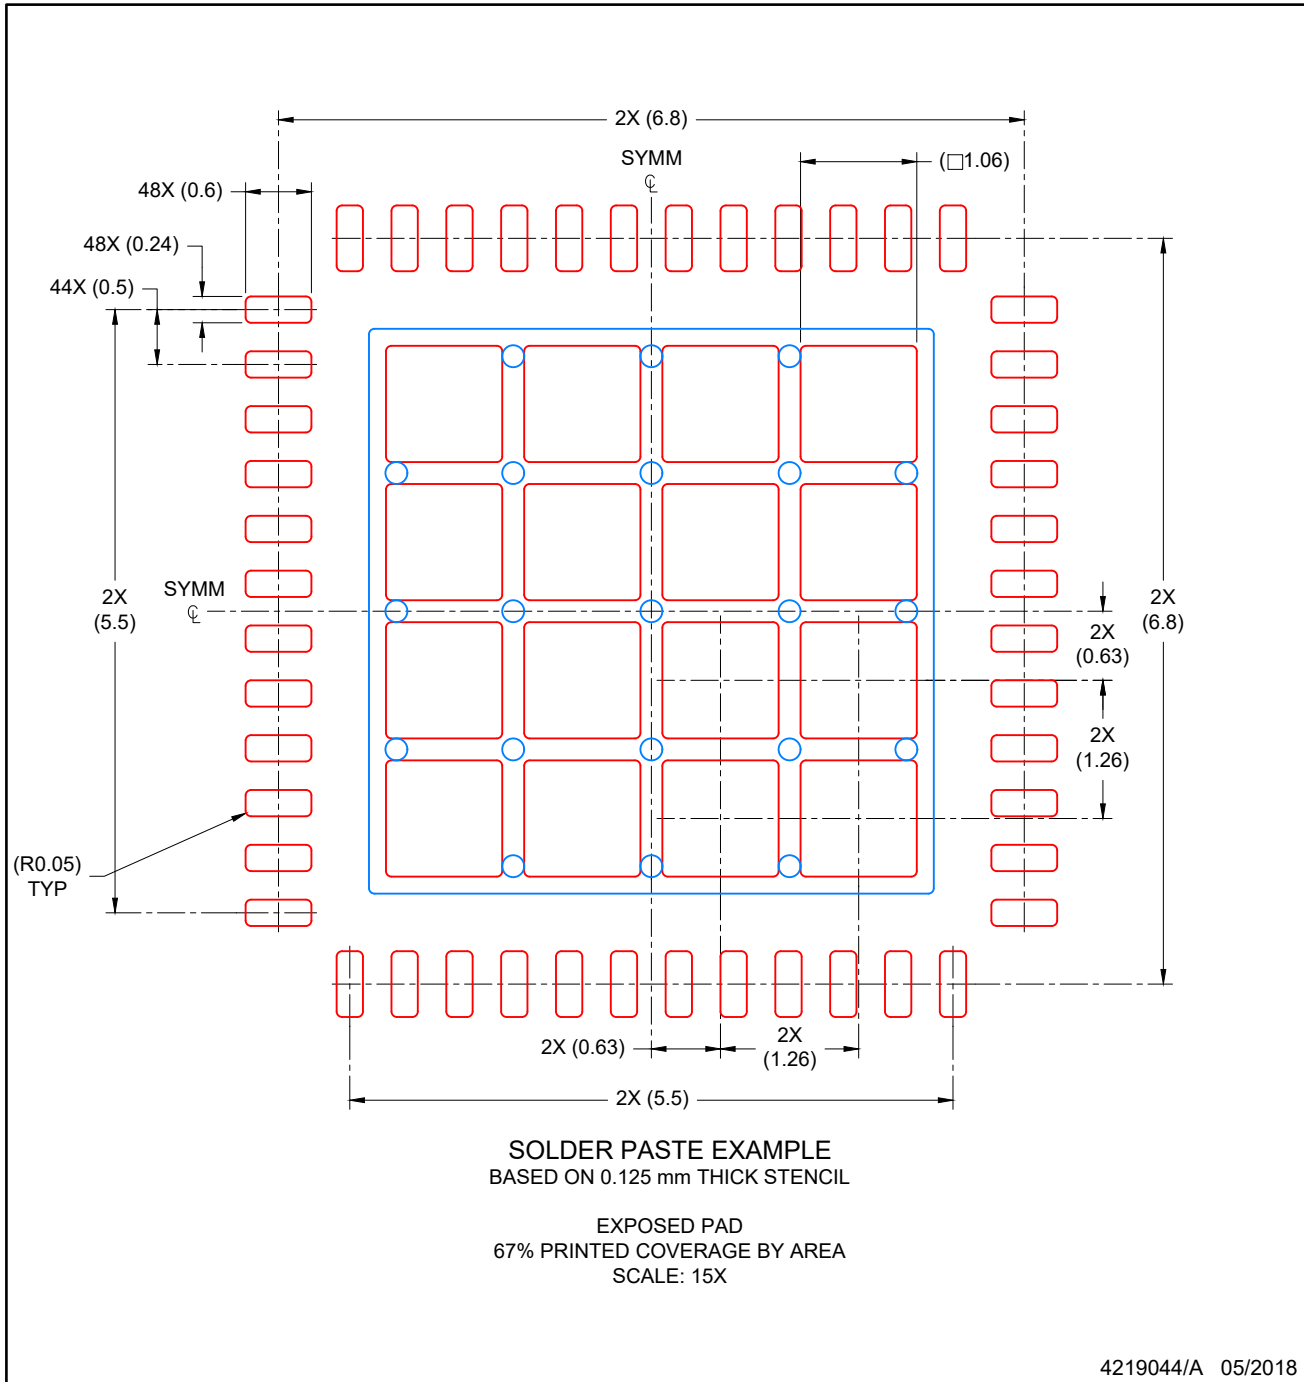 2X (6.8)
SYMM
℄
(□1.06)
48X (0.6)
48X (0.24)
44X (0.5)
SYMM
℄
2X
(5.5)
2X
(6.8)
2X
(0.63)
2X
(1.26)
(R0.05)
TYP
2X (0.63)
2X
(1.26)
2X (5.5)
SOLDER PASTE EXAMPLE
BASED ON 0.125 mm THICK STENCIL
EXPOSED PAD
67% PRINTED COVERAGE BY AREA
SCALE: 15X
4219044/A 05/2018